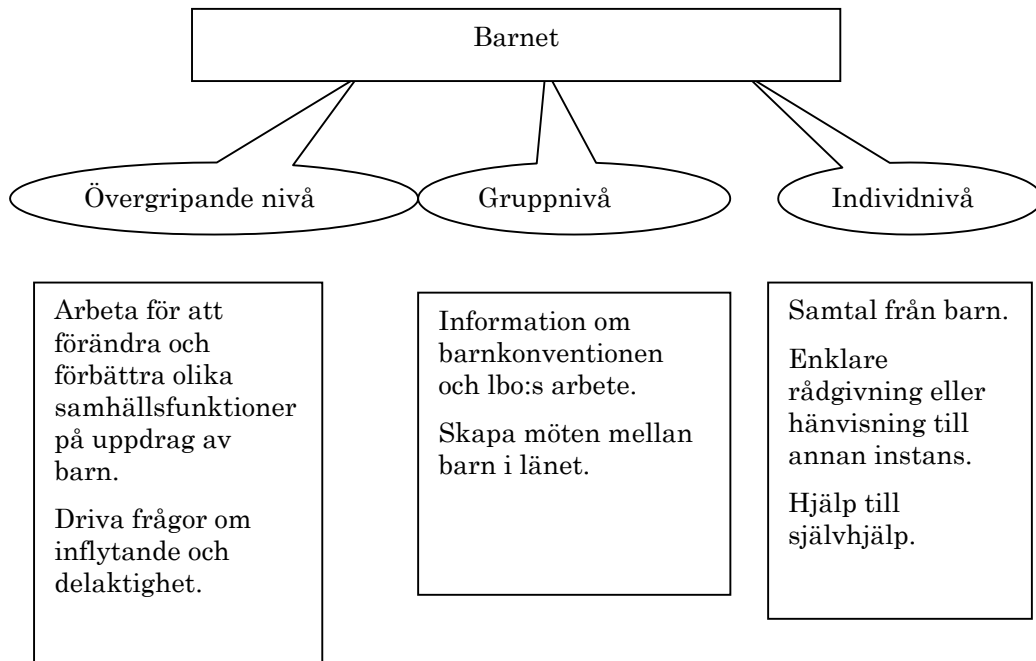 Barnet
Övergripande nivå
Gruppnivå
Individnivå
Arbeta för att
förändra och
förbättra olika
samhällsfunktioner
på uppdrag av
barn.
Driva frågor om
inflytande och
delaktighet.
Information om
barnkonventionen
och lbo:s arbete.
Skapa möten mellan
barn i länet.
Samtal från barn.
Enklare
rådgivning eller
hänvisning till
annan instans.
Hjälp till
självhjälp.